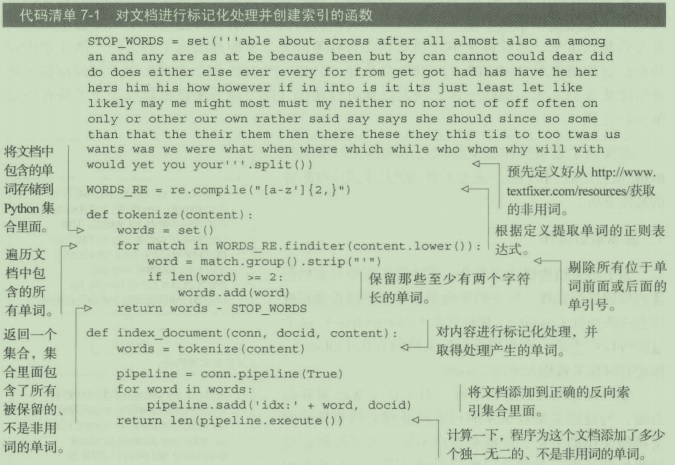 代码清单 7-1 对文档进行标记化处理并创建索引的函数
STOP_WORDS = set('''able about across after all almost also am among
an and any are as at be because been but by can cannot could dear did
do does either else ever every for from get got had has have he her
hers him his how however if in into is it its just least let like
likely may me might most must my neither no nor not of off often on
only or other our own rather said say says she should since so some
than that the their them then there these they this tis to too twas us
wants was we were what when where which while who whom why will with
would yet you your'''.split())
预先定义好从 http://www.
textfixer.com/resources/获取
的非用词。
WORDS_RE = re.compile("[a-z']{2,}")
根据定义提取单词的正则表
达式。
将文档中
包含的单
词存储到
Python 集
合里面。
def tokenize(content):
words = set()
for match in WORDS_RE.finditer(content.lower()):
word = match.group().strip("'")
剔除所有位于单
词前面或后面的
单引号。
遍历文
档中包
含的所
有单词。
if len(word) >= 2:
words.add(word)
保留那些至少有两个字符
长的单词。
return words - STOP_WORDS
返回一个
集合，集
合里面包
含了所有
被保留的、
不是非用
词的单词。
def index_document(conn, docid, content):
words = tokenize(content)
对内容进行标记化处理，并
取得处理产生的单词。
pipeline = conn.pipeline(True)
for word in words:
pipeline.sadd('idx:' + word, docid)
将文档添加到正确的反向索
引集合里面。
return len(pipeline.execute())
计算一下，程序为这个文档添加了多少
个独一无二的、不是非用词的单词。